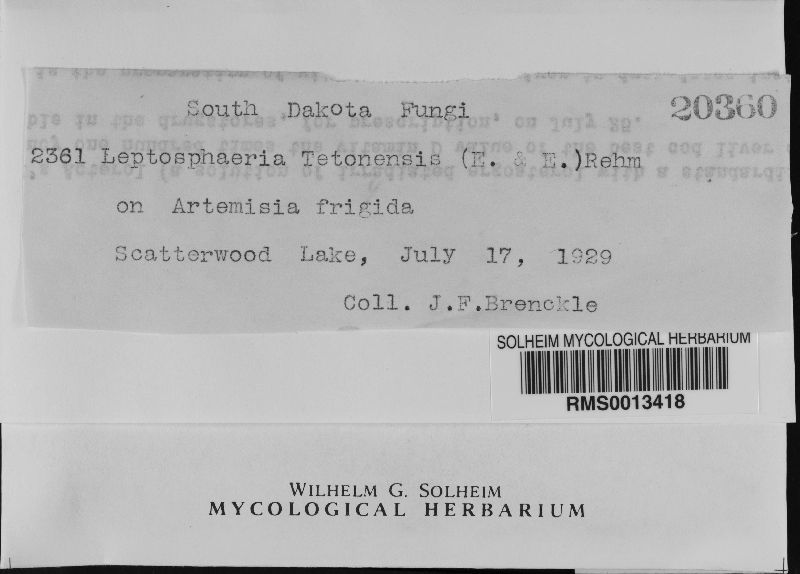 South Dakota Fungi 20360
2361 Leptosphaeria Tetonensis (E. & E.)Rehm
on Artemisia frigida
Scatterwood Lake, July 17, 1929
Coll. J.F.Brenckle
SOLHEIM MYCOLOGICAL HERBARIUM
RMS0013418
WILHELM G. SOLHEIM
MYCOLOGICAL HERBARIUM